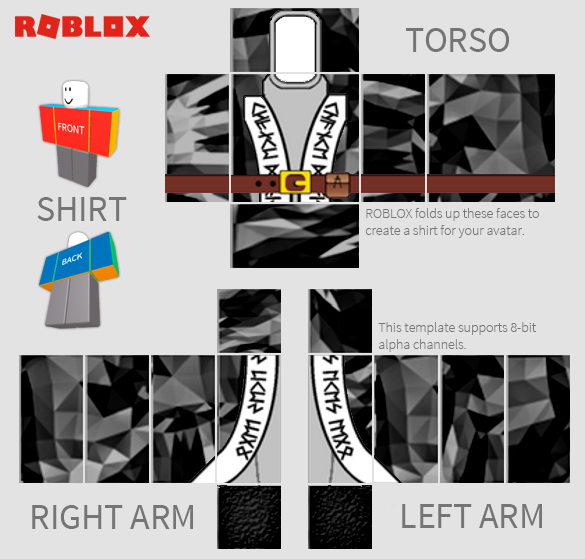 ROBLOX
TORSO
FRONT
SHIRT
ROBLOX folds up these faces to
create a shirt for your avatar.
BACK
This template supports 8-bit
alpha channels.
RIGHT ARM
LEFT ARM